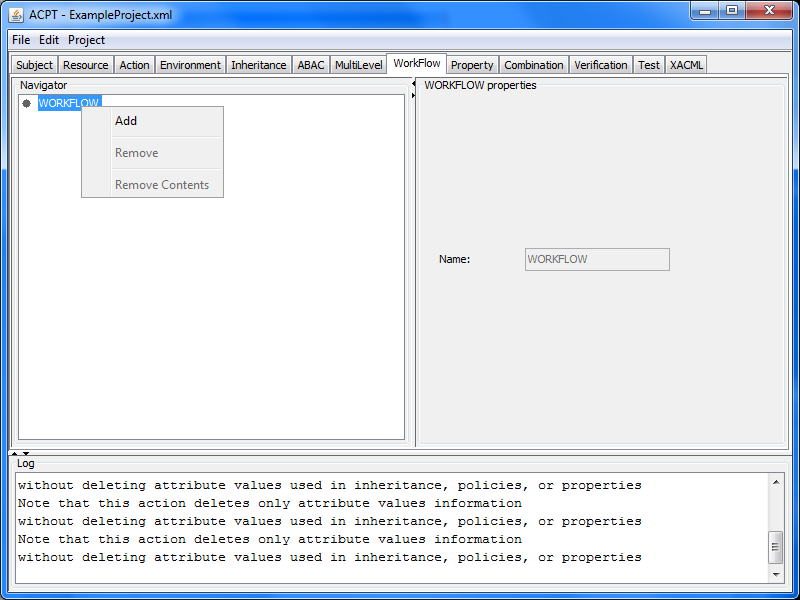 ACPT - ExampleProject.xml
File Edit Project
Subject Resource Action Environment Inheritance ABAC MultiLevel WorkFlow Property Combination Verification Test XACML
Navigator
WORKFLOW
Add
Remove
Remove Contents
WORKFLOW properties
Name: WORKFLOW
Log
without deleting attribute values used in inheritance, policies, or properties
Note that this action deletes only attribute values information
without deleting attribute values used in inheritance, policies, or properties
Note that this action deletes only attribute values information
without deleting attribute values used in inheritance, policies, or properties